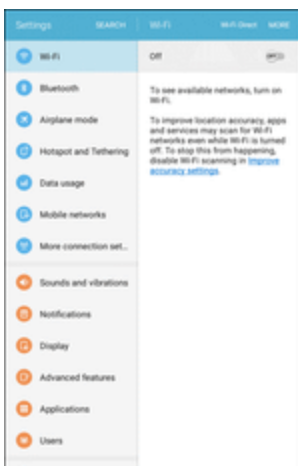 Settings
SEARCH
Wi-Fi
Wi-Fi Direct
MORE
Wi-Fi
Bluetooth
Airplane mode
Hotspot and Tethering
Data usage
Mobile networks
More connection set...
Sounds and vibrations
Notifications
Display
Advanced features
Applications
Users
Off
OFF
To see available networks, turn on
Wi-Fi.
To improve location accuracy, apps
and services may scan for Wi-Fi
networks even while Wi-Fi is turned
off. To stop this from happening,
disable Wi-Fi scanning in Improve
accuracy settings.